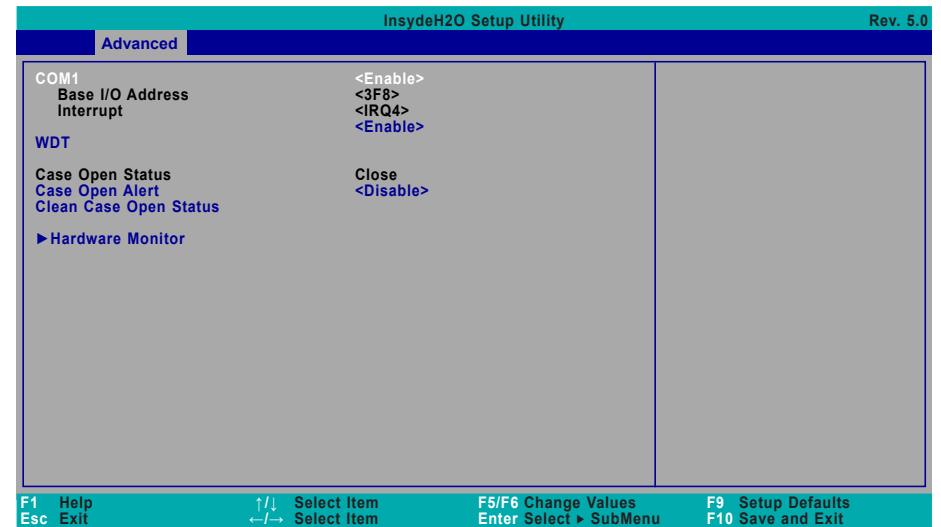 InsydeH2O Setup Utility Rev. 5.0
Advanced
COM1 <Enable>
Base I/O Address <3F8>
Interrupt <IRQ4>
<Enable>
WDT
Case Open Status Close
Case Open Alert <Disable>
Clean Case Open Status
►Hardware Monitor
F1 Help ↑/↓ Select Item F5/F6 Change Values F9 Setup Defaults
Esc Exit ←/→ Select Item Enter Select ► SubMenu F10 Save and Exit